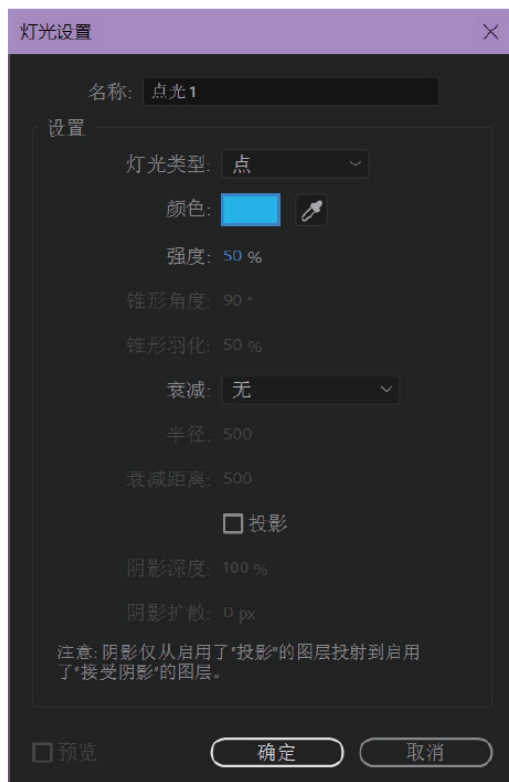 灯光设置
名称: 点光 1
设置
灯光类型: 点
颜色:
强度: 50 %
锥形角度: 90 °
锥形羽化: 50 %
衰减: 无
半径: 500
衰减距离: 500
投影
阴影深度: 100 %
阴影扩散: 0 px
注意: 阴影仅从启用了“投影”的图层投射到启用
了“接受阴影”的图层。
预览 确定 取消